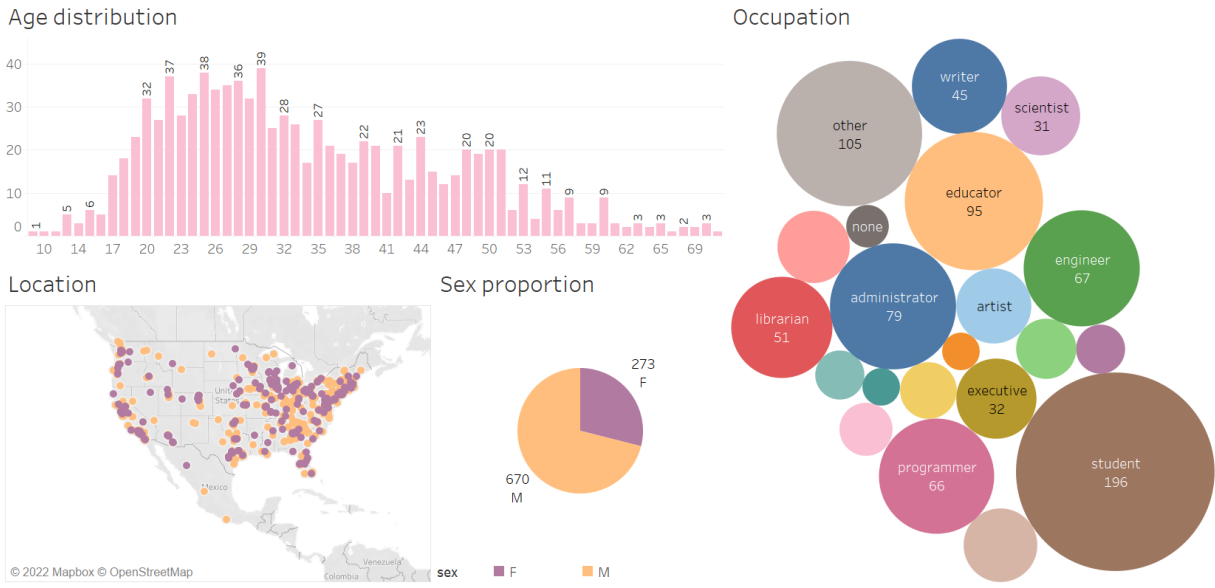 Age distribution
Occupation
40
30
20
10
0
1
5
6
32
37
38
36
39
28
27
22
21
23
20
20
12
11
9
9
3
3
2
3
10
14
17
20
23
26
29
32
35
38
41
44
47
50
53
56
59
62
65
69
Location
Sex proportion
United
States
Mexico
Venezuela
Colombia
© 2022 Mapbox © OpenStreetMap
273
F
670
M
sex
F
M
writer
45
scientist
31
other
105
educator
95
none
engineer
67
administrator
79
artist
librarian
51
executive
32
programmer
66
student
196